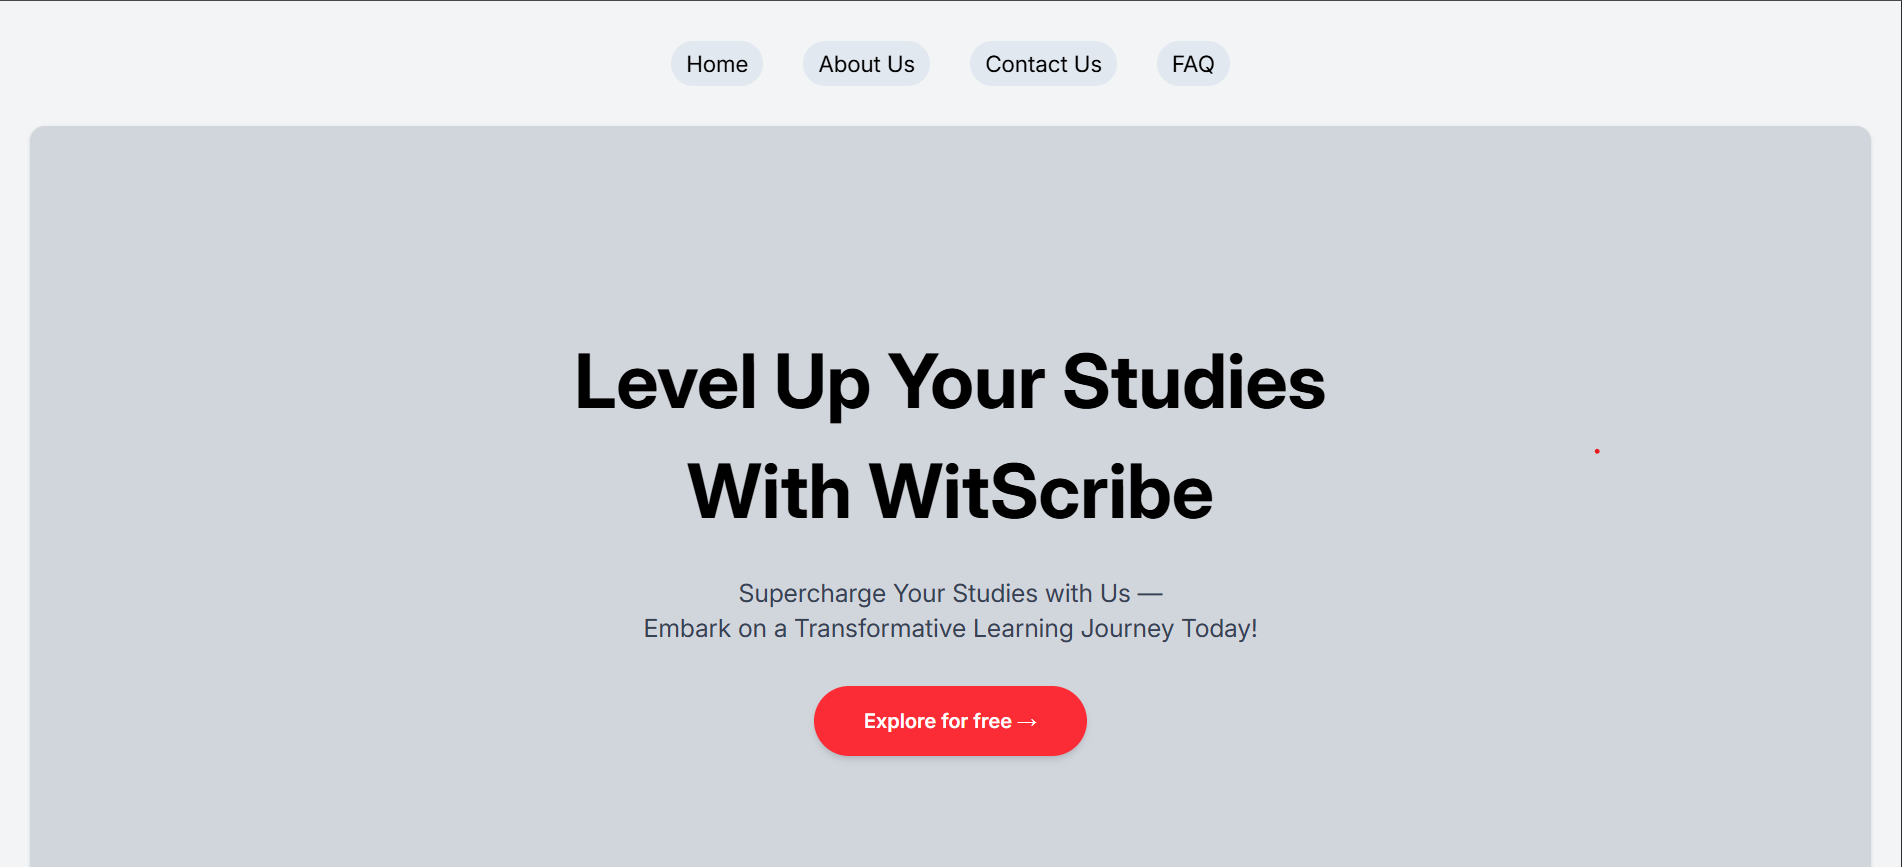 Home
About Us
Contact Us
FAQ
Level Up Your Studies
With WitScribe
Supercharge Your Studies with Us —
Embark on a Transformative Learning Journey Today!
Explore for free →